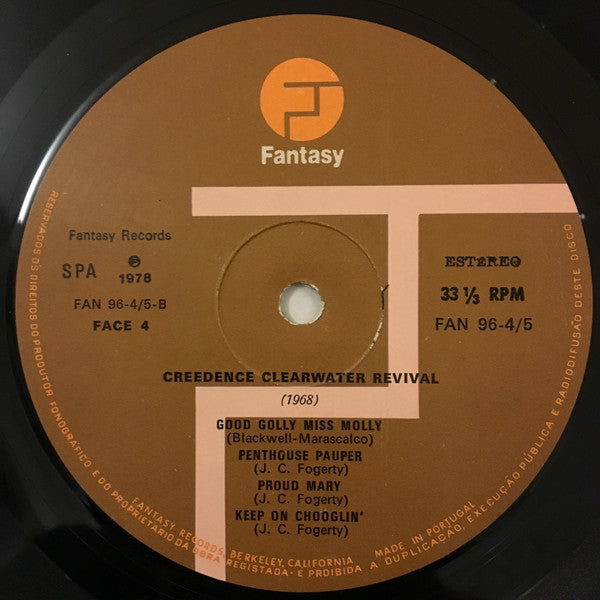 Fantasy
Fantasy Records
SPA
℗
1978
FAN 96-4/5-B
FACE 4
ESTÉREO
33 ⅓ RPM
FAN 96-4/5
CREEDENCE CLEARWATER REVIVAL
(1968)
GOOD GOLLY MISS MOLLY
(Blackwell-Marascalco)
PENTHOUSE PAUPER
(J. C. Fogerty)
PROUD MARY
(J. C. Fogerty)
KEEP ON CHOOGLIN'
(J. C. Fogerty)
RESERVADOS OS DIREITOS DO PRODUTOR FONOGRÁFICO E DO PROPRIETÁRIO DA OBRA REGISTADA - É PROIBIDA A DUPLICAÇÃO, EXECUÇÃO PÚBLICA E RADIODIFUSÃO DESTE DISCO
FANTASY RECORDS, BERKELEY, CALIFORNIA
MADE IN PORTUGAL